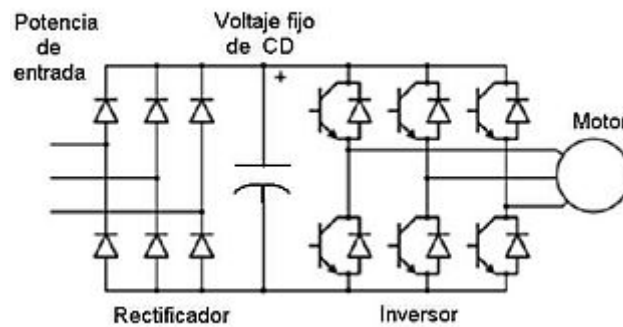 Potencia
de
entrada
Voltaje fijo
de CD
+
Motor
Rectificador
Inversor